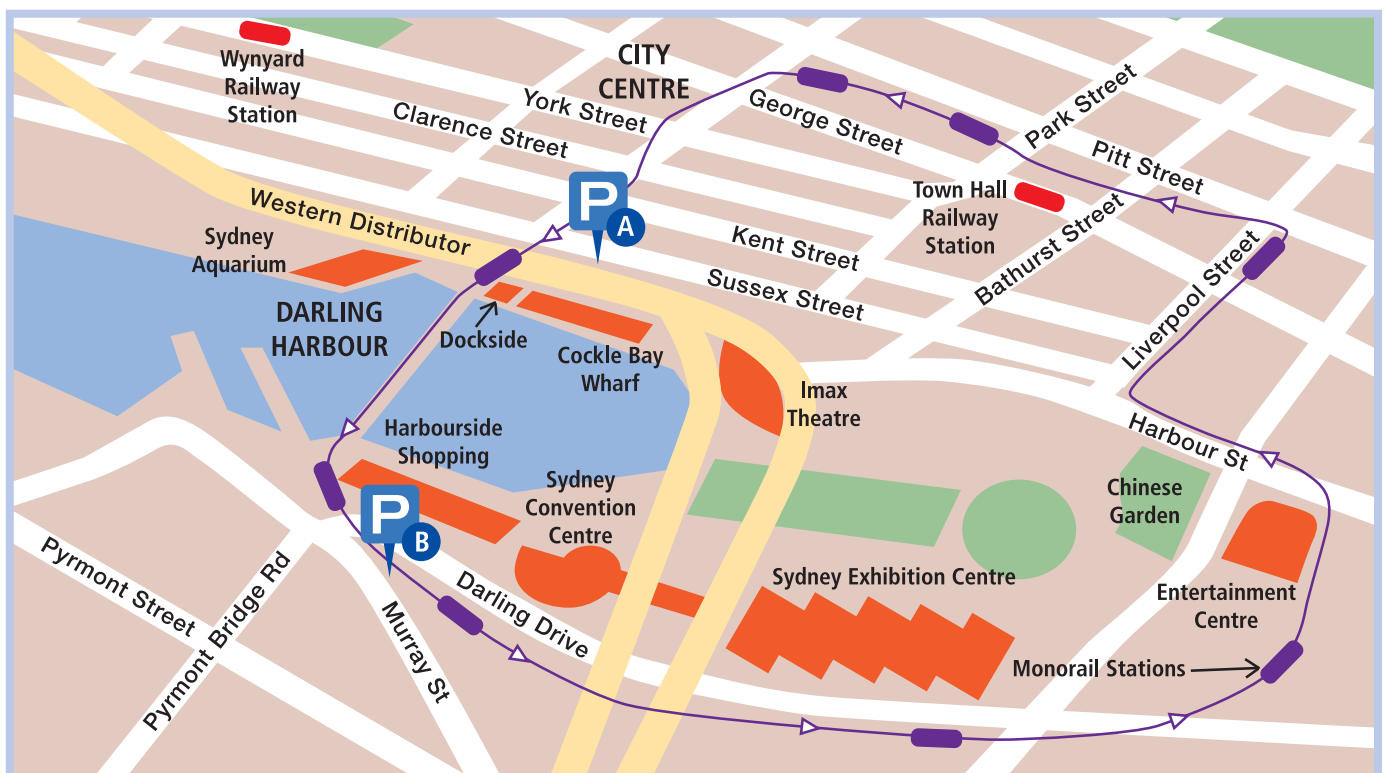 Wynyard
Railway
Station
CITY
CENTRE
York Street
Clarence Street
George Street
Park Street
Pitt Street
P
A
Town Hall
Railway
Station
Western Distributor
Kent Street
Bathurst Street
Sydney
Aquarium
Sussex Street
Liverpool Street
DARLING
HARBOUR
Dockside
Cockle Bay
Wharf
Imax
Theatre
Harbour St
Harbourside
Shopping
Sydney
Convention
Centre
Chinese
Garden
P
B
Sydney Exhibition Centre
Entertainment
Centre
Pyrmont Street
Pyrmont Bridge Rd
Murray St
Darling Drive
Monorail Stations